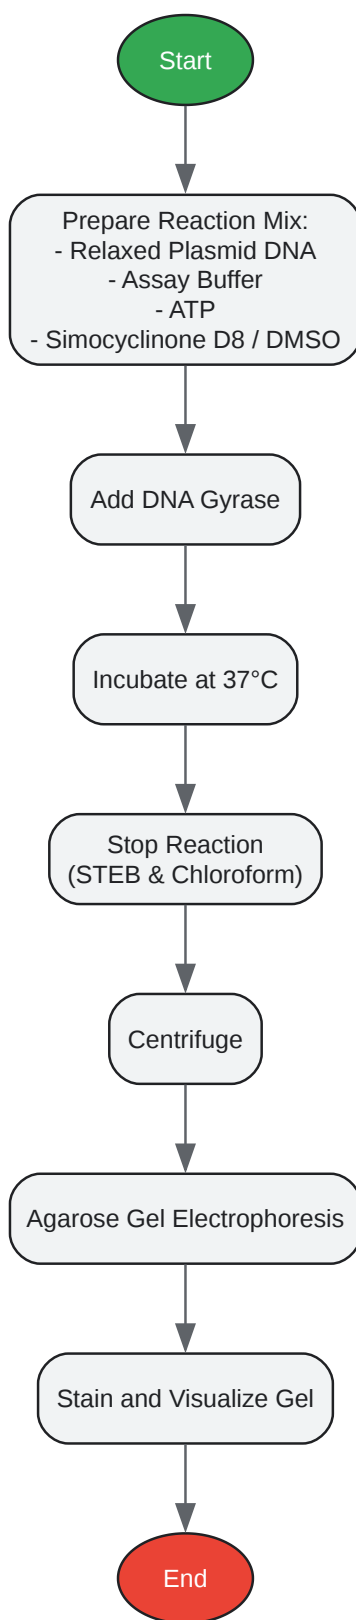 Start
Prepare Reaction Mix:
- Relaxed Plasmid DNA
- Assay Buffer
- ATP
- Simocyclinone D8 / DMSO
Add DNA Gyrase
Incubate at 37°C
Stop Reaction
(STEB & Chloroform)
Centrifuge
Agarose Gel Electrophoresis
Stain and Visualize Gel
End